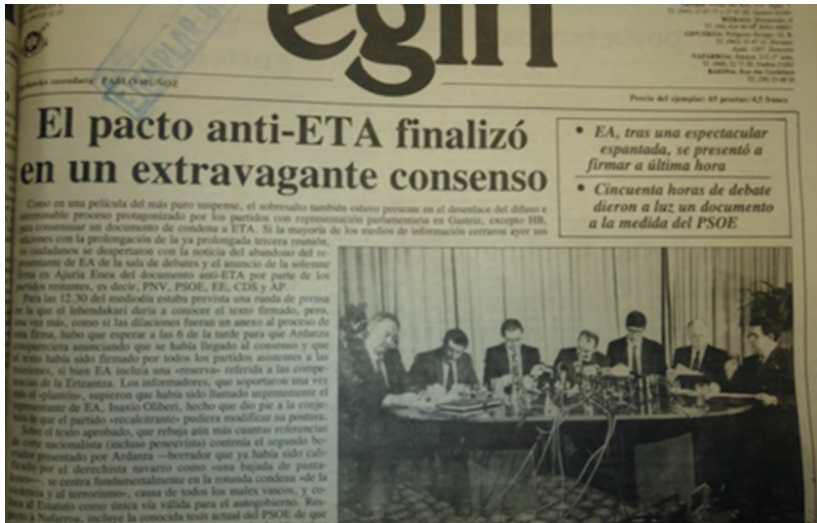 egin
EJEMPLAR
PABLO MUÑOZ
Precio del ejemplar: 65 pesetas/4,5 francs
El pacto anti-ETA finalizó
en un extravagante consenso
• EA, tras una espectacular
espantada, se presentó a
firmar a última hora
• Cincuenta horas de debate
dieron a luz un documento
a la medida del PSOE
Como en una película del más puro suspense, el sobresalto también estuvo presente en el desenlace del difuso e
interminable proceso protagonizado por los partidos con representación parlamentaria en Gasteiz, excepto HB,
para consensuar un documento de condena a ETA. Si la mayoría de los medios de información cerraron ayer sus
ediciones con la prolongación de la ya prolongada tercera reunión,
los ciudadanos se despertaron con la noticia del abandono del re-
presentante de EA de la sala de debates y el anuncio de la solemne
firma en Ajuria Enea del documento anti-ETA por parte de los
partidos restantes, es decir, PNV, PSOE, EE, CDS y AP.
Para las 12.30 del mediodía estaba prevista una rueda de prensa
en la que el lehendakari daría a conocer el texto firmado, pero,
una vez más, como si las dilaciones fueran un anexo al proceso de
esta firma, hubo que esperar a las 6 de la tarde para que Ardanza
compareciera anunciando que se había llegado al consenso y que
el texto había sido firmado por todos los partidos asistentes a las
reuniones, si bien EA incluía una «reserva» referida a las compe-
tencias de la Ertzantza. Los informadores, que soportaron una vez
más el «plantón», supieron que había sido llamado urgentemente el
representante de EA, Inaxio Oliberi, hecho que dio pie a la conje-
tura de que el partido «recalcitrante» pudiera modificar su postura.
Sobre el texto aprobado, que rebaja aún más cuantas referencias
de corte nacionalista (incluso peneuvista) contenía el segundo bo-
rrador presentado por Ardanza —borrador que ya había sido cali-
ficado por el derechista navarro como «una bajada de panta-
lones»—, se centra fundamentalmente en la rotunda condena «de la
violencia y el terrorismo», causa de todos los males vascos, y co-
loca al Estatuto como única vía válida para el autogobierno. Res-
pecto a Nafarroa, incluye la conocida tesis actual del PSOE de que